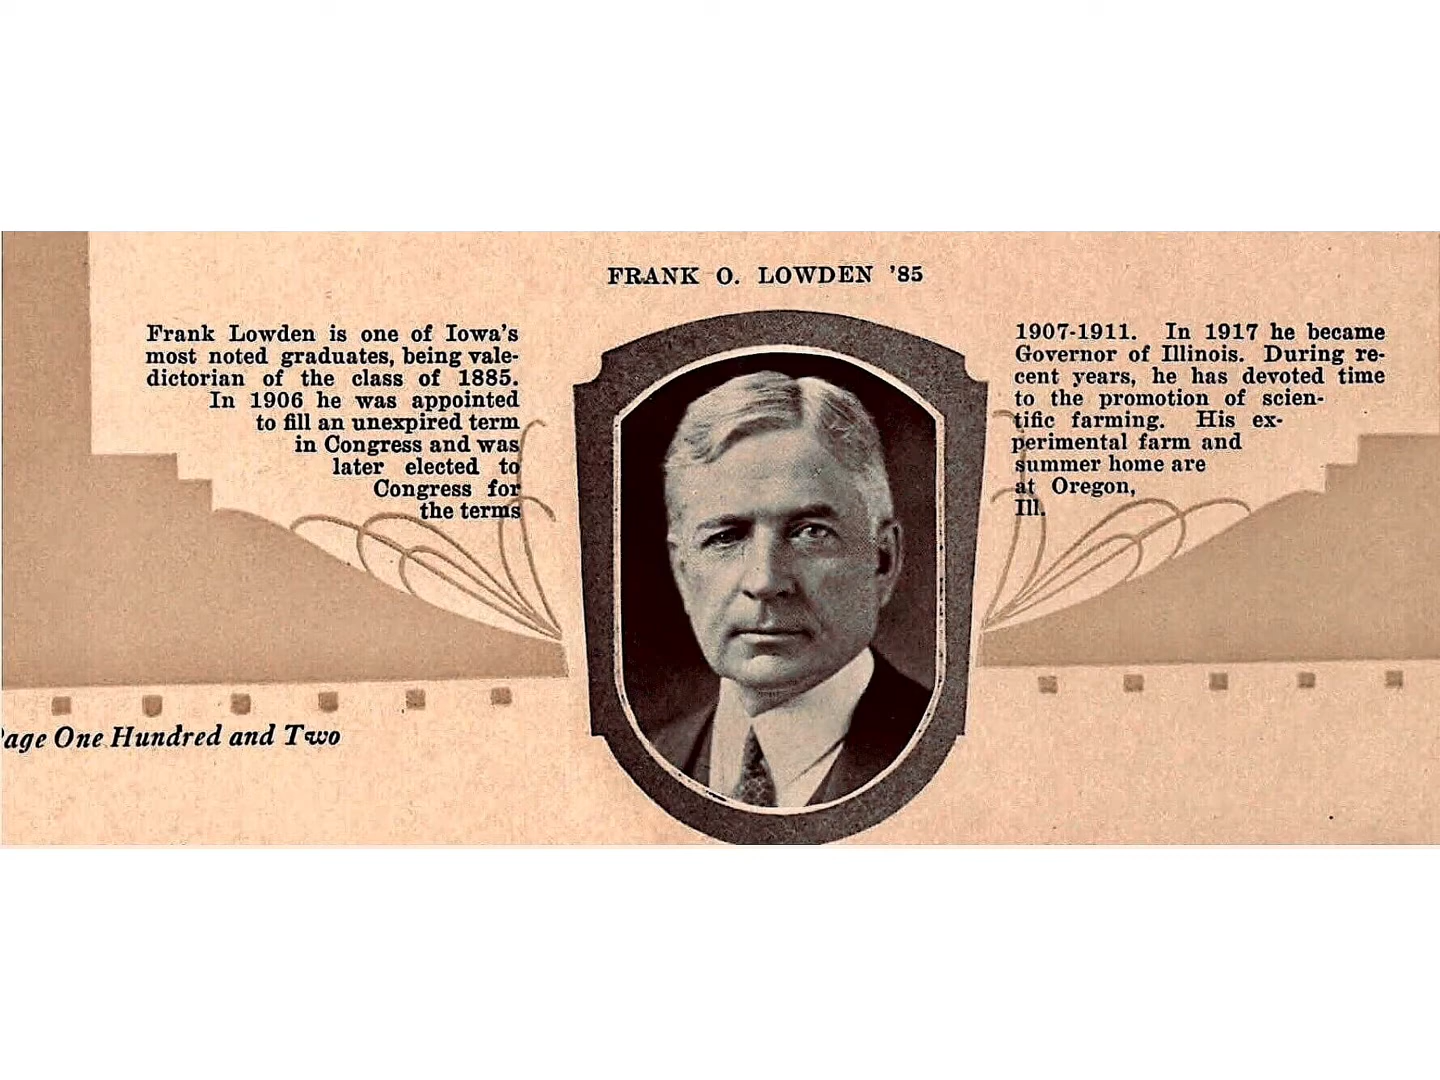 FRANK O. LOWDEN '85
Frank Lowden is one of Iowa's
most noted graduates, being vale-
dictorian of the class of 1885.
In 1906 he was appointed
to fill an unexpired term
in Congress and was
later elected to
Congress for
the terms
1907-1911. In 1917 he became
Governor of Illinois. During re-
cent years, he has devoted time
to the promotion of scien-
tific farming. His ex-
perimental farm and
summer home are
at Oregon,
Ill.
Page One Hundred and Two